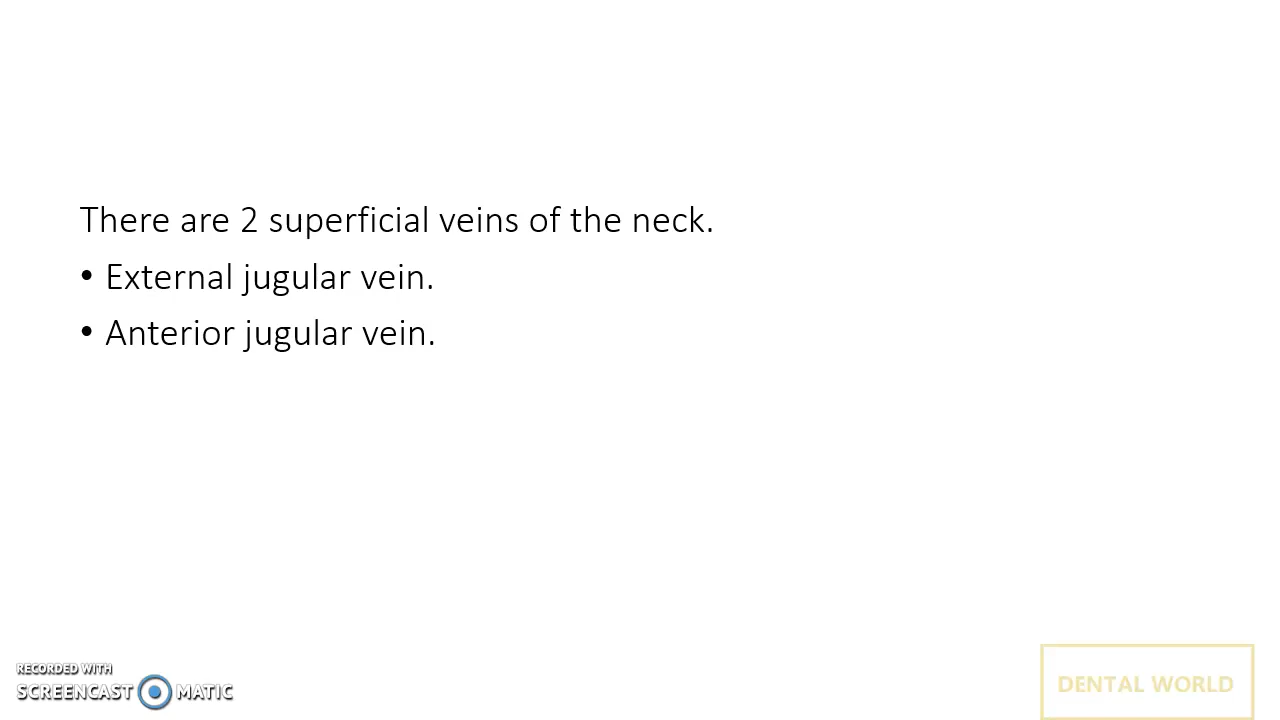 There are 2 superficial veins of the neck.
• External jugular vein.
• Anterior jugular vein.
RECORDED WITH
SCREENCAST MATIC
DENTAL WORLD